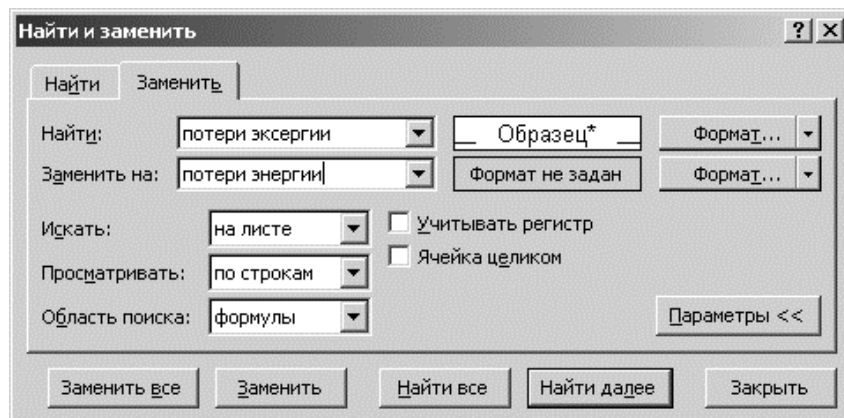 Найти и заменить
Найти Заменить
Найти: потери эксергии Образец* Формат...
Заменить на: потери энергии Формат не задан Формат...
Искать: на листе Учитывать регистр
Просматривать: по строкам Ячейка целиком
Область поиска: формулы Параметры <<
Заменить все Заменить Найти все Найти далее Закрыть